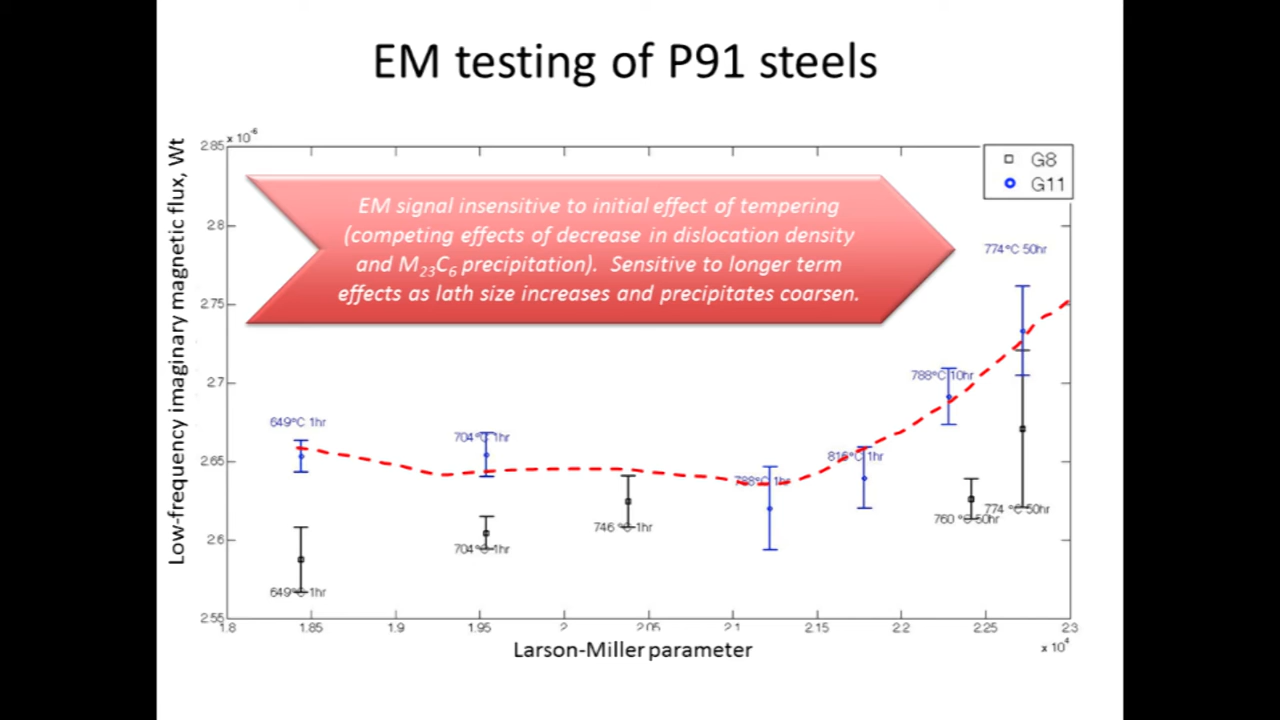 EM testing of P91 steels
Low-frequency imaginary magnetic flux, Wt
x 10⁻⁶
2.85
2.8
2.75
2.7
2.65
2.6
2.55
G8
G11
EM signal insensitive to initial effect of tempering
(competing effects of decrease in dislocation density
and M₂₃C₆ precipitation). Sensitive to longer term
effects as lath size increases and precipitates coarsen.
774°C 50hr
788°C 10hr
649°C 1hr
704°C 1hr
816°C 1hr
788°C 1hr
746 °C 1hr
760 °C 50hr
774 °C 50hr
704°C 1hr
649°C 1hr
1.8 1.85 1.9 1.95 2 2.05 2.1 2.15 2.2 2.25 2.3
x 10⁴
Larson-Miller parameter